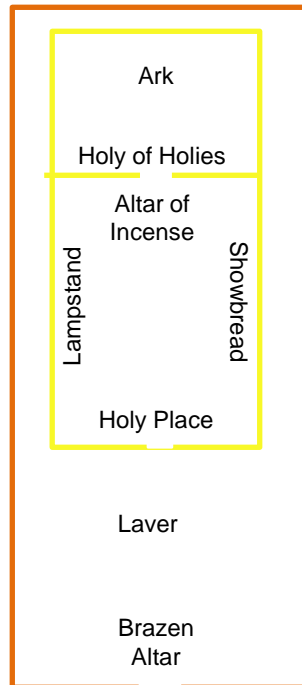 Ark
Holy of Holies
Altar of
Incense
Lampstand
Showbread
Holy Place
Laver
Brazen
Altar